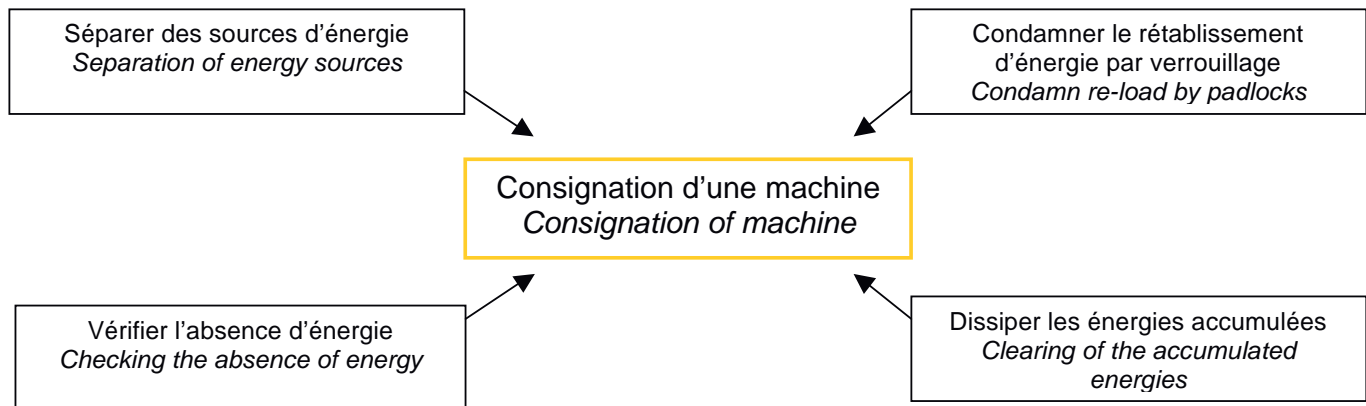 Séparer des sources d’énergie
Separation of energy sources
Condamner le rétablissement
d’énergie par verrouillage
Condamn re-load by padlocks
Consignation d’une machine
Consignation of machine
Vérifier l’absence d’énergie
Checking the absence of energy
Dissiper les énergies accumulées
Clearing of the accumulated
energies